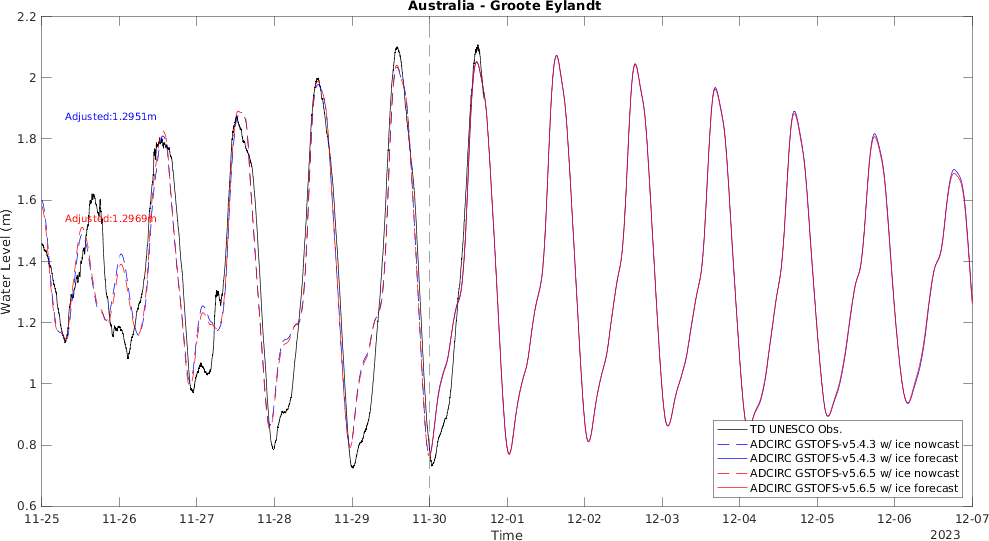 Australia - Groote Eylandt
2.2
2
1.8
1.6
1.4
1.2
1
0.8
0.6
Water Level (m)
Adjusted:1.2951m
Adjusted:1.2969m
TD UNESCO Obs.
ADCIRC GSTOFS-v5.4.3 w/ ice nowcast
ADCIRC GSTOFS-v5.4.3 w/ ice forecast
ADCIRC GSTOFS-v5.6.5 w/ ice nowcast
ADCIRC GSTOFS-v5.6.5 w/ ice forecast
11-25 11-26 11-27 11-28 11-29 11-30 12-01 12-02 12-03 12-04 12-05 12-06 12-07
Time
2023